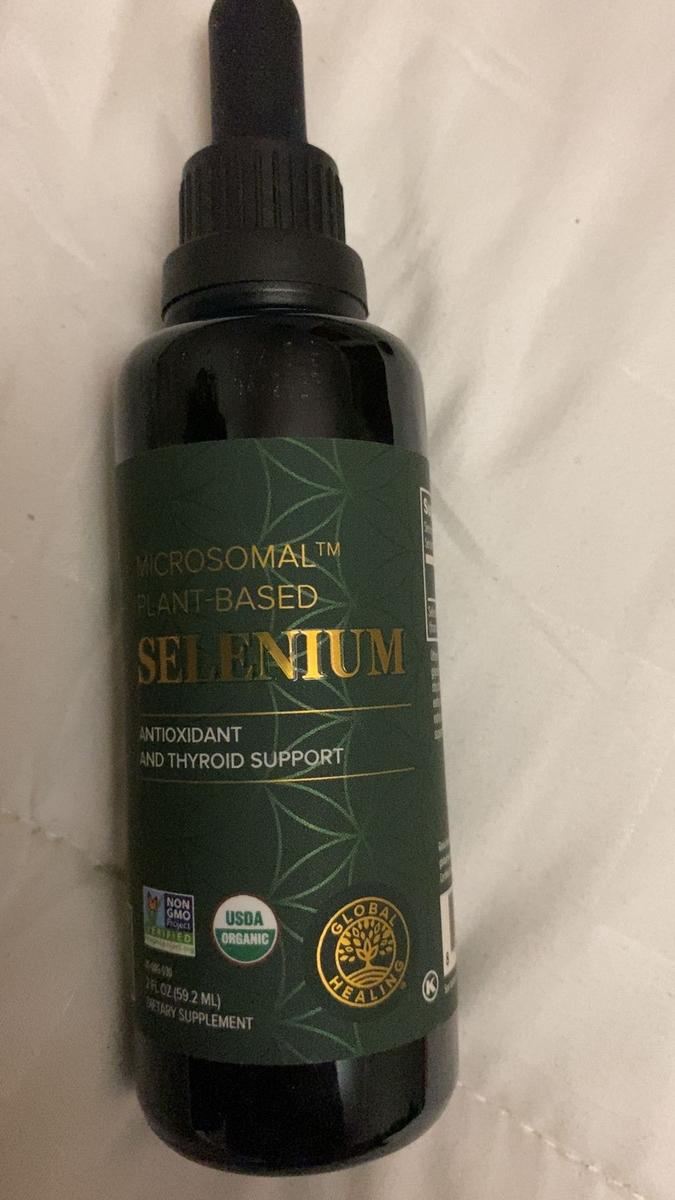 MICROSOMAL™
PLANT-BASED
SELENIUM
ANTIOXIDANT
AND THYROID SUPPORT
NON
GMO
Project
VERIFIED
USDA
ORGANIC
GLOBAL
HEALING
2 FL OZ (59.2 ML)
DIETARY SUPPLEMENT
K
8